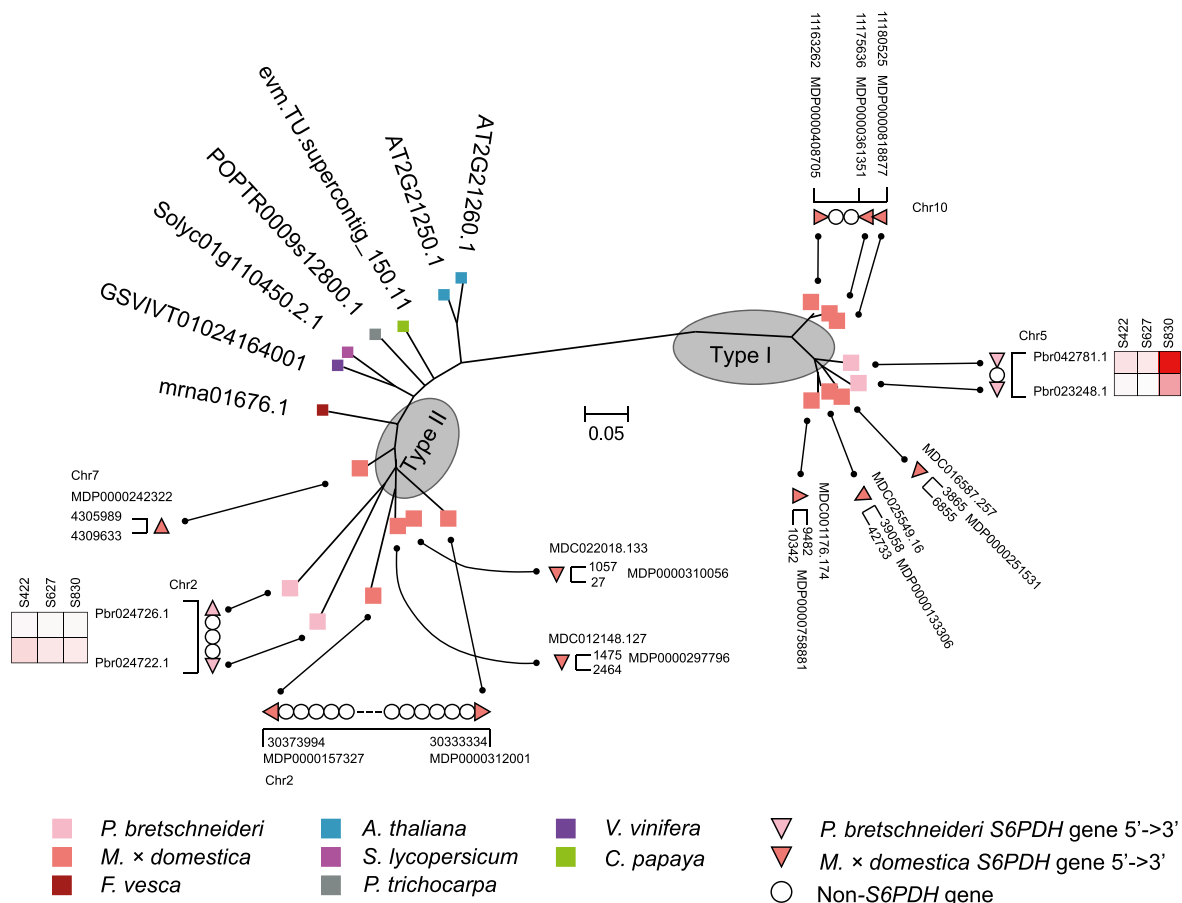 11163262 MDP0000408705
11175636 MDP0000361351
11180525 MDP0000818877
Chr10
evm.TU.supercontig_150.11
AT2G21250.1
AT2G21260.1
POPTR0009s12800.1
Solyc01g110450.2.1
GSVIVT01024164001
mrna01676.1
Type I
Type II
0.05
Chr5
S422
S627
S830
Pbr042781.1
Pbr023248.1
MDC016587.257
3865
6855
MDP0000251531
MDC025549.16
39058
42733
MDP0000133306
MDC001176.174
9482
10342
MDP0000758881
Chr7
MDP0000242322
4305989
4309633
S422
S627
S830
Chr2
Pbr024726.1
Pbr024722.1
MDC022018.133
1057
27
MDP0000310056
MDC012148.127
1475
2464
MDP0000297796
30373994
MDP0000157327
30333334
MDP0000312001
Chr2
P. bretschneideri
M. × domestica
F. vesca
A. thaliana
S. lycopersicum
P. trichocarpa
V. vinifera
C. papaya
P. bretschneideri S6PDH gene 5'->3'
M. × domestica S6PDH gene 5'->3'
Non-S6PDH gene